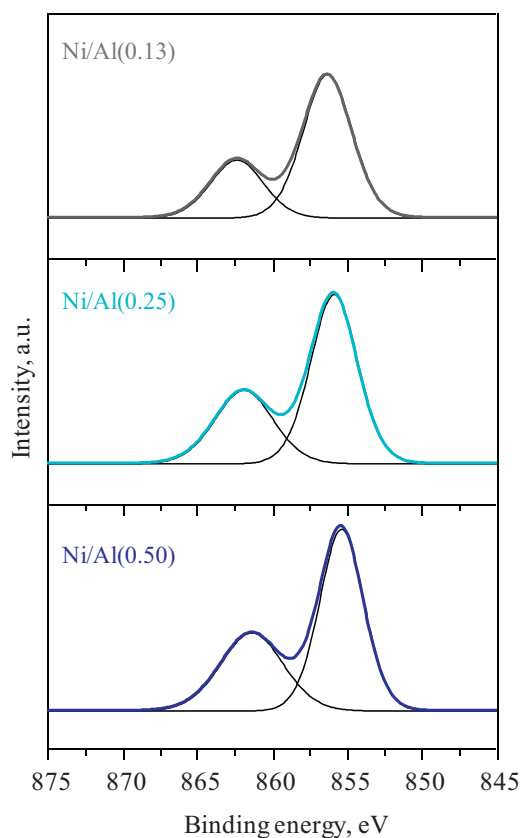 Ni/Al(0.13)
Ni/Al(0.25)
Ni/Al(0.50)
Intensity, a.u.
875 870 865 860 855 850 845
Binding energy, eV